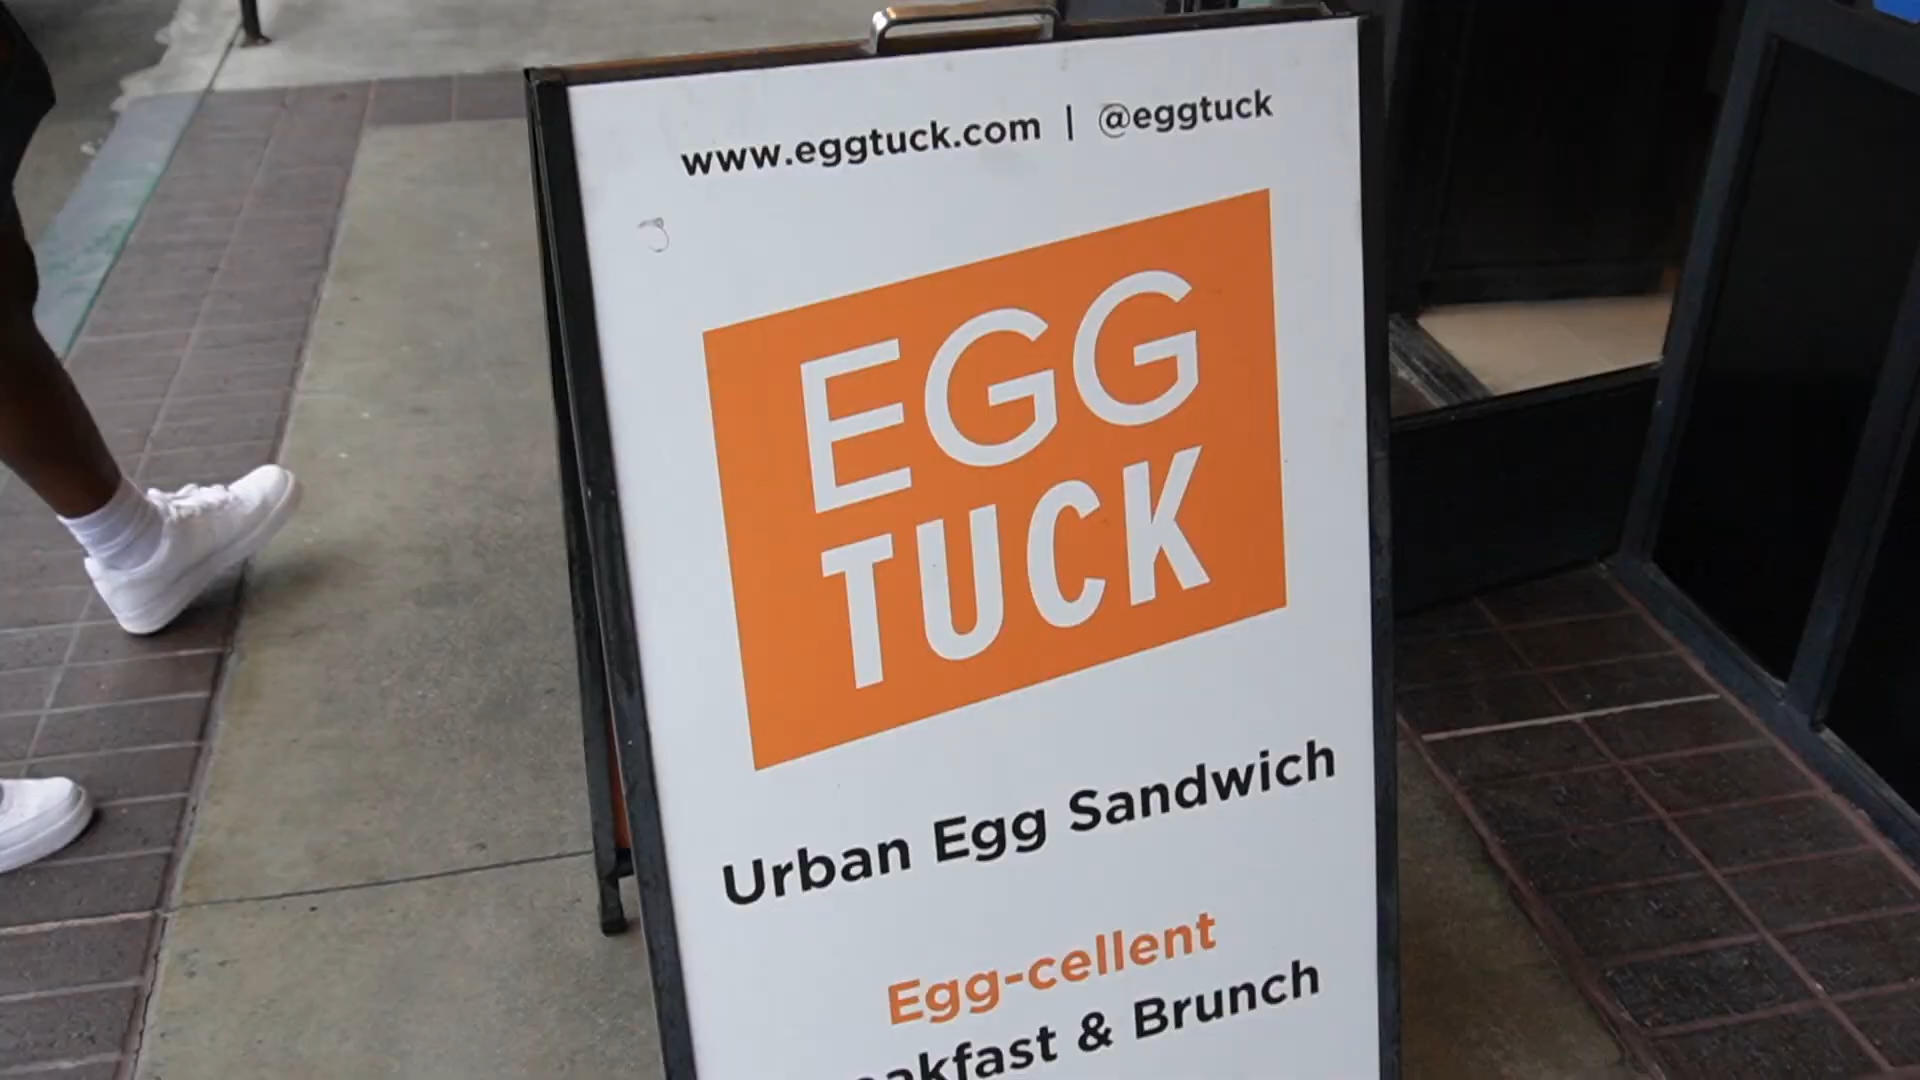 www.eggtuck.com | @eggtuck
EGG
TUCK
Urban Egg Sandwich
Egg-cellent
& Brunch